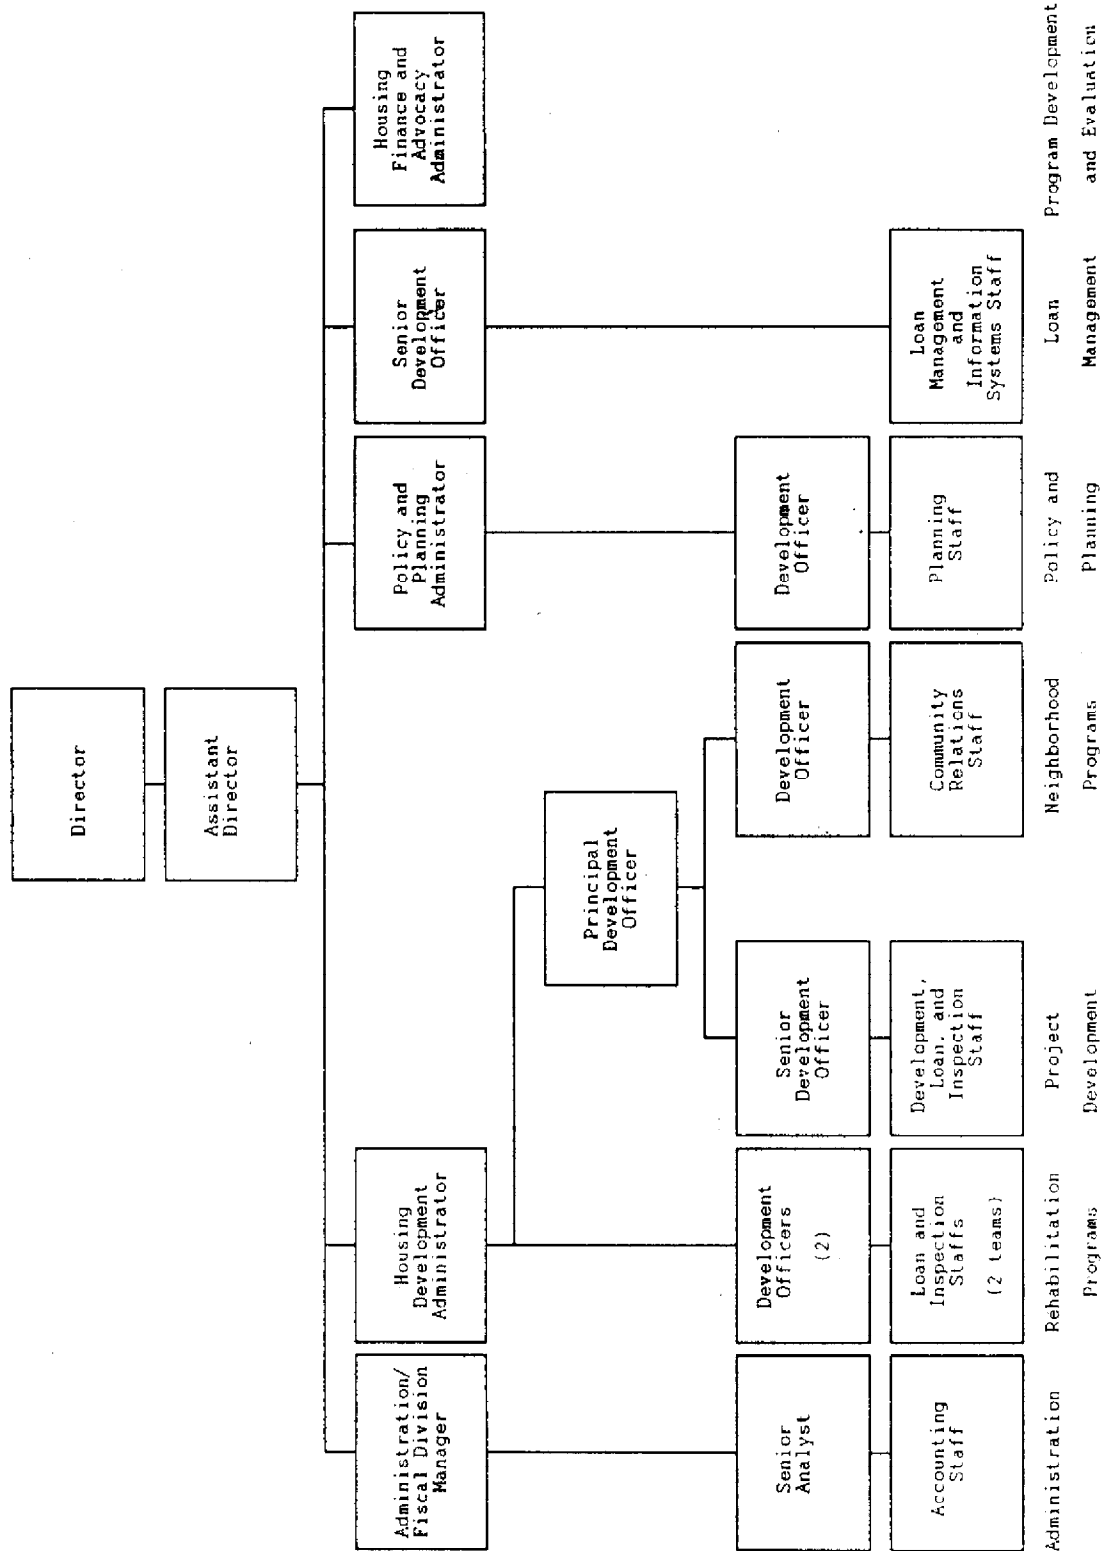 Director
Assistant
Director
Administration/
Fiscal Division
Manager
Housing
Development
Administrator
Policy and
Planning
Administrator
Senior
Development
Officer
Housing
Finance and
Advocacy
Administrator
Principal
Development
Officer
Senior
Analyst
Development
Officers
(2)
Senior
Development
Officer
Development
Officer
Development
Officer
Accounting
Staff
Loan and
Inspection
Staffs
(2 teams)
Development,
Loan, and
Inspection
Staff
Community
Relations
Staff
Planning
Staff
Loan
Management
and
Information
Systems Staff
Administration
Rehabilitation
Programs
Project
Development
Neighborhood
Programs
Policy and
Planning
Loan
Management
Program Development
and Evaluation